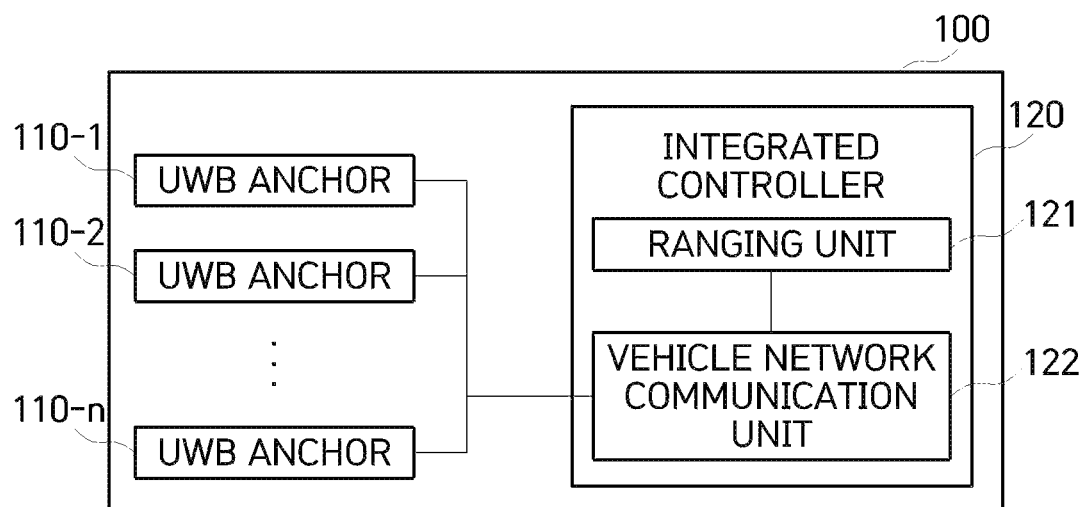 100
110-1
UWB ANCHOR
110-2
UWB ANCHOR
110-n
UWB ANCHOR
120
INTEGRATED
CONTROLLER
121
RANGING UNIT
122
VEHICLE NETWORK
COMMUNICATION
UNIT